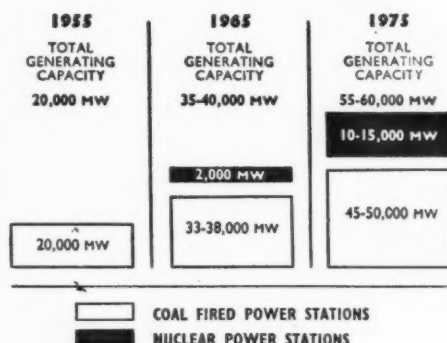 1955
TOTAL
GENERATING
CAPACITY
20,000 MW
20,000 MW
1965
TOTAL
GENERATING
CAPACITY
35-40,000 MW
2,000 MW
33-38,000 MW
1975
TOTAL
GENERATING
CAPACITY
55-60,000 MW
10-15,000 MW
45-50,000 MW
COAL FIRED POWER STATIONS
NUCLEAR POWER STATIONS